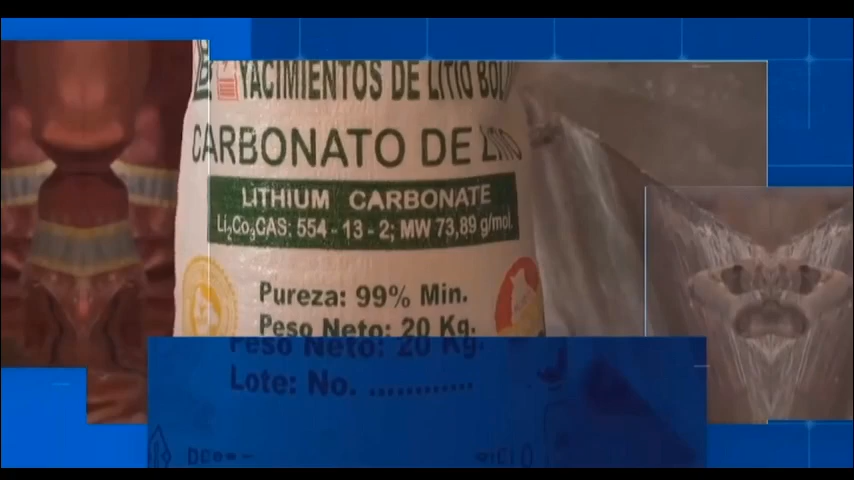 YACIMIENTOS DE LITIO BOL
CARBONATO DE LITIO
LITHIUM CARBONATE
Li₂Co₃CAS: 554 - 13 - 2; MW 73,89 g/mol.
Pureza: 99% Min.
Peso Neto: 20 Kg.
Peso Neto: 20 Kg.
Lote: No. ............